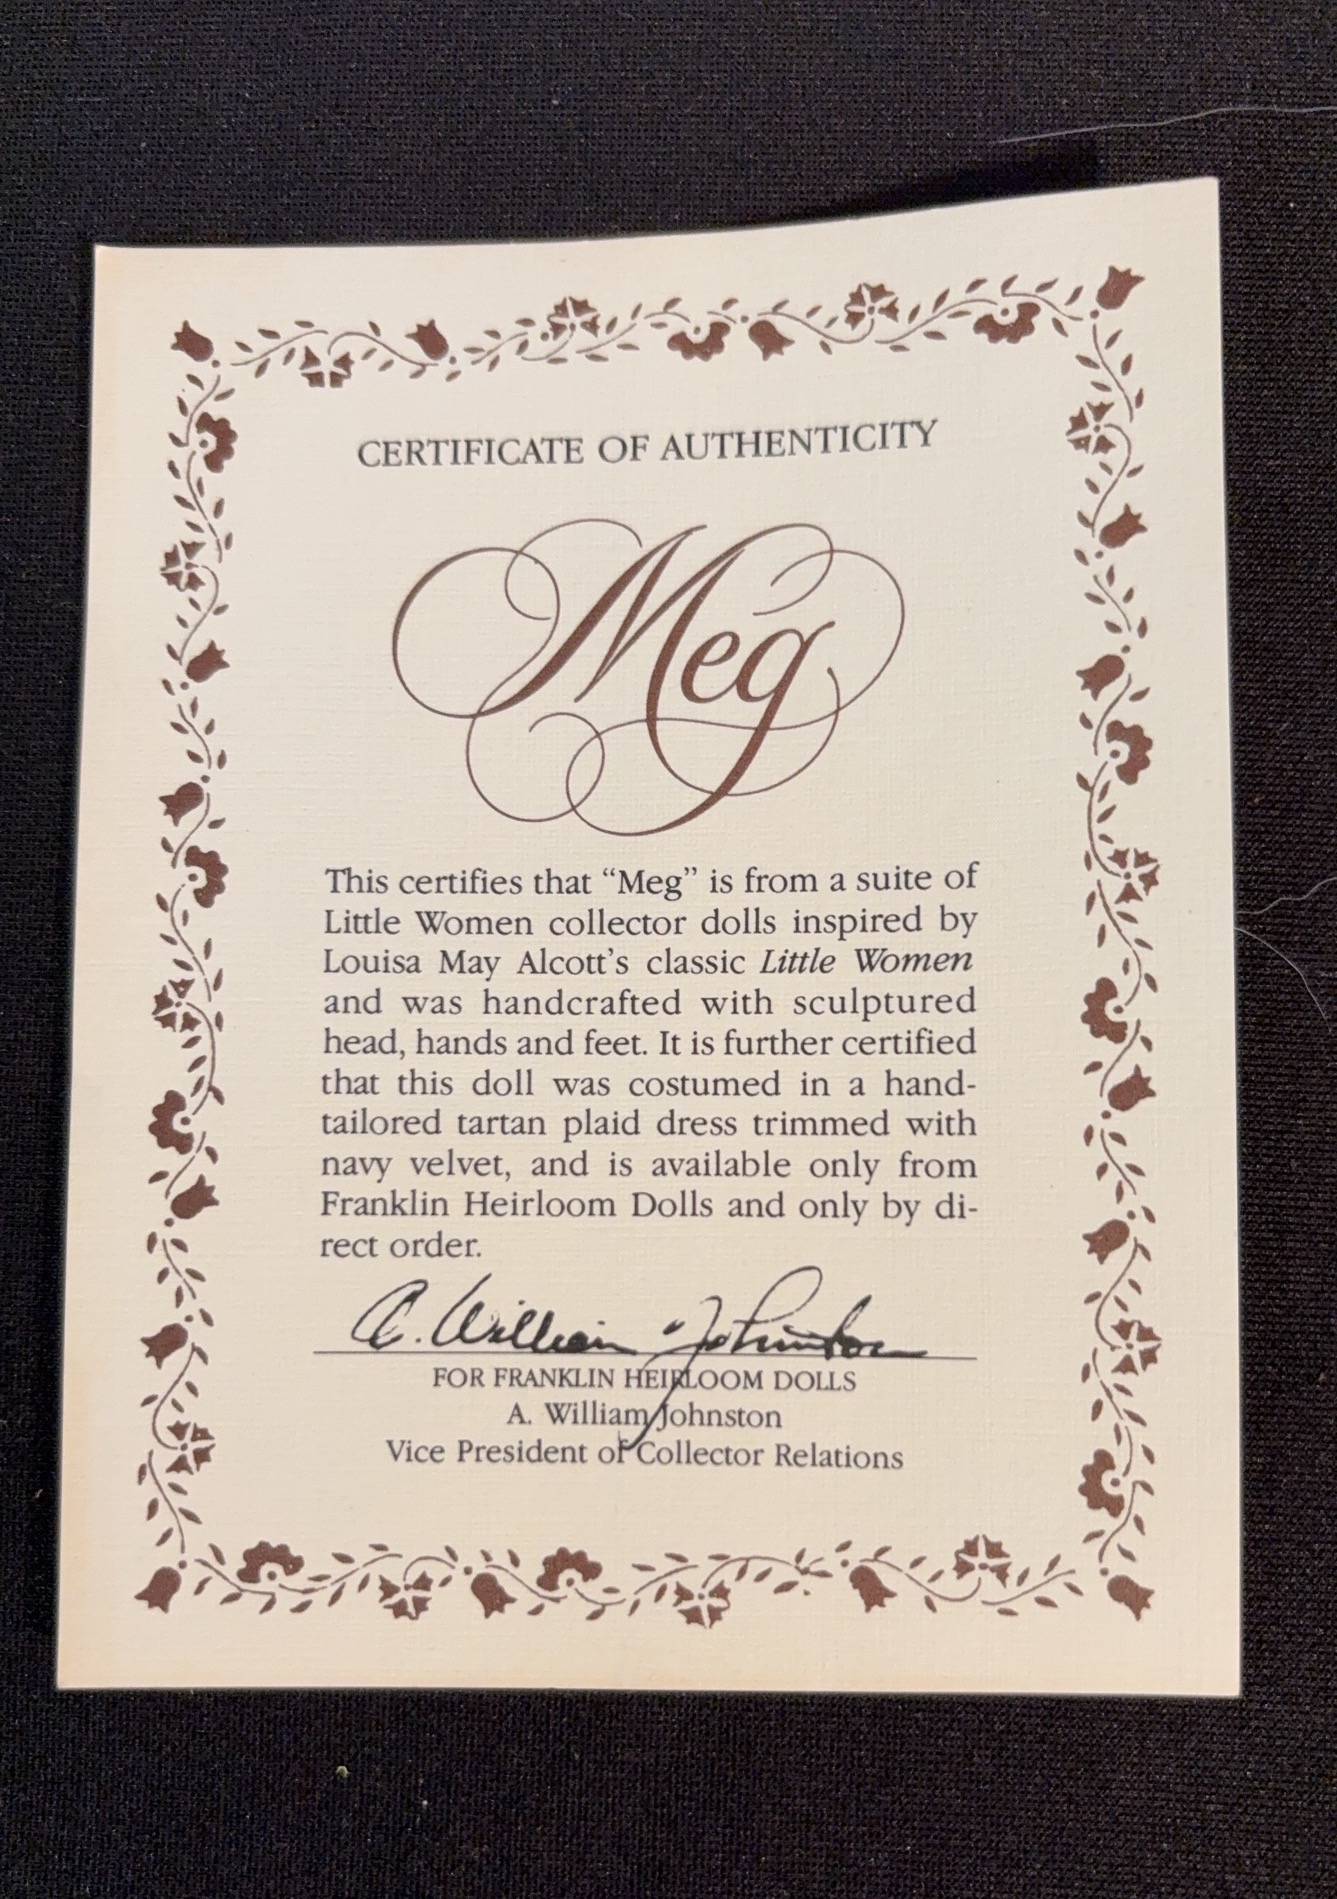 CERTIFICATE OF AUTHENTICITY
Meg
This certifies that “Meg” is from a suite of
Little Women collector dolls inspired by
Louisa May Alcott’s classic Little Women
and was handcrafted with sculptured
head, hands and feet. It is further certified
that this doll was costumed in a hand-
tailored tartan plaid dress trimmed with
navy velvet, and is available only from
Franklin Heirloom Dolls and only by di-
rect order.
A. William Johnston
FOR FRANKLIN HEIRLOOM DOLLS
A. William Johnston
Vice President of Collector Relations